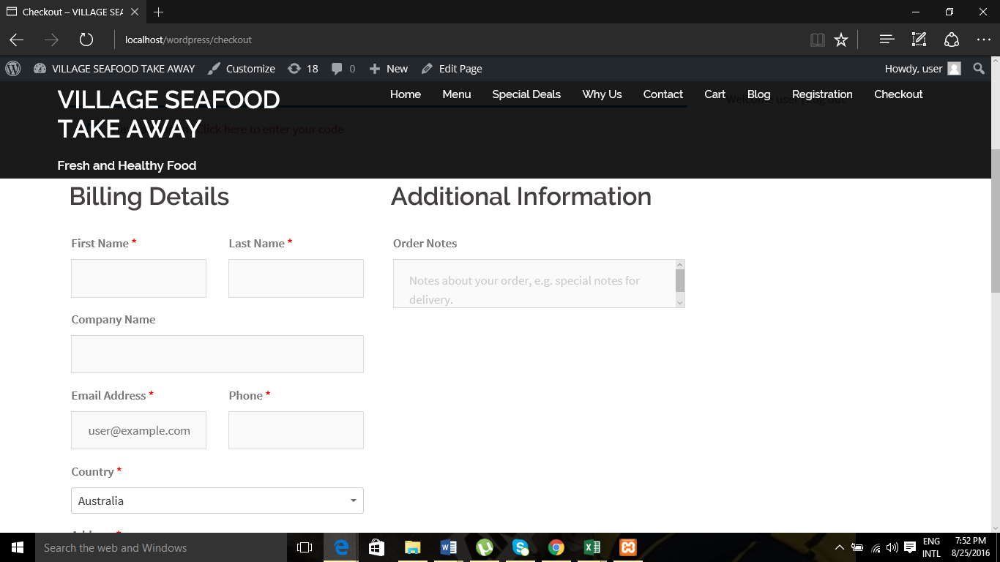 Checkout – VILLAGE SEA
localhost/wordpress/checkout
VILLAGE SEAFOOD TAKE AWAY Customize 18 0 New Edit Page Howdy, user
VILLAGE SEAFOOD
TAKE AWAY
Home Menu Special Deals Why Us Contact Cart Blog Registration Checkout
Click here to enter your code
Fresh and Healthy Food
Billing Details
Additional Information
First Name *
Last Name *
Order Notes
Notes about your order, e.g. special notes for
delivery.
Company Name
Email Address *
Phone *
user@example.com
Country *
Australia
Search the web and Windows
ENG
INTL
7:52 PM
8/25/2016